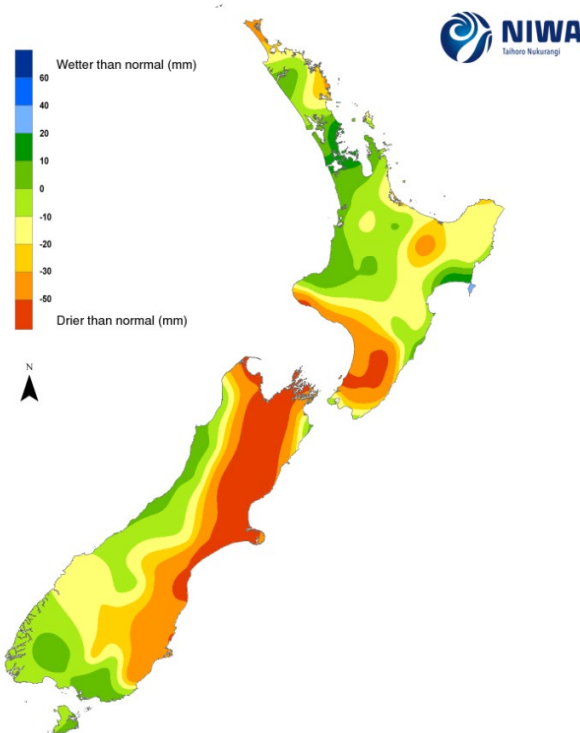 NIWA
Taihoro Nukurangi
Wetter than normal (mm)
60
40
20
10
0
-10
-20
-30
-50
Drier than normal (mm)
N